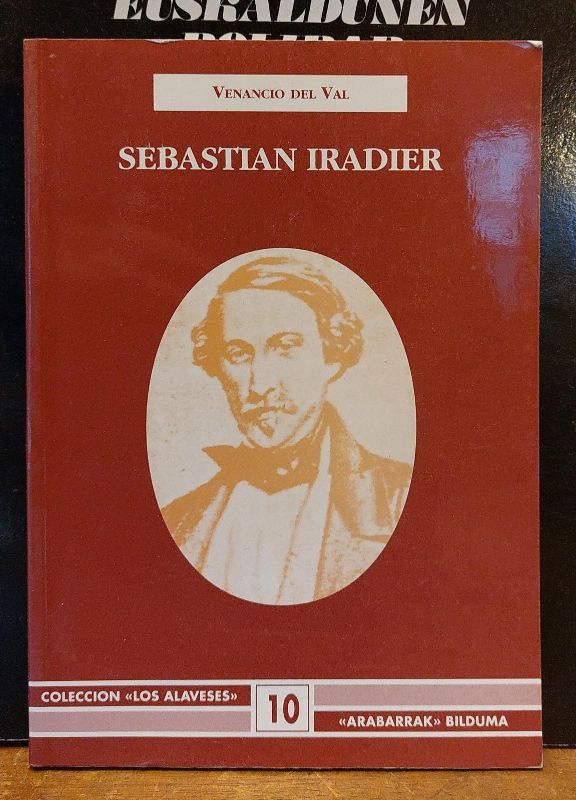 EUSKALDUNEN
VENANCIO DEL VAL
SEBASTIAN IRADIER
COLECCION «LOS ALAVESES»
10
«ARABARRAK» BILDUMA